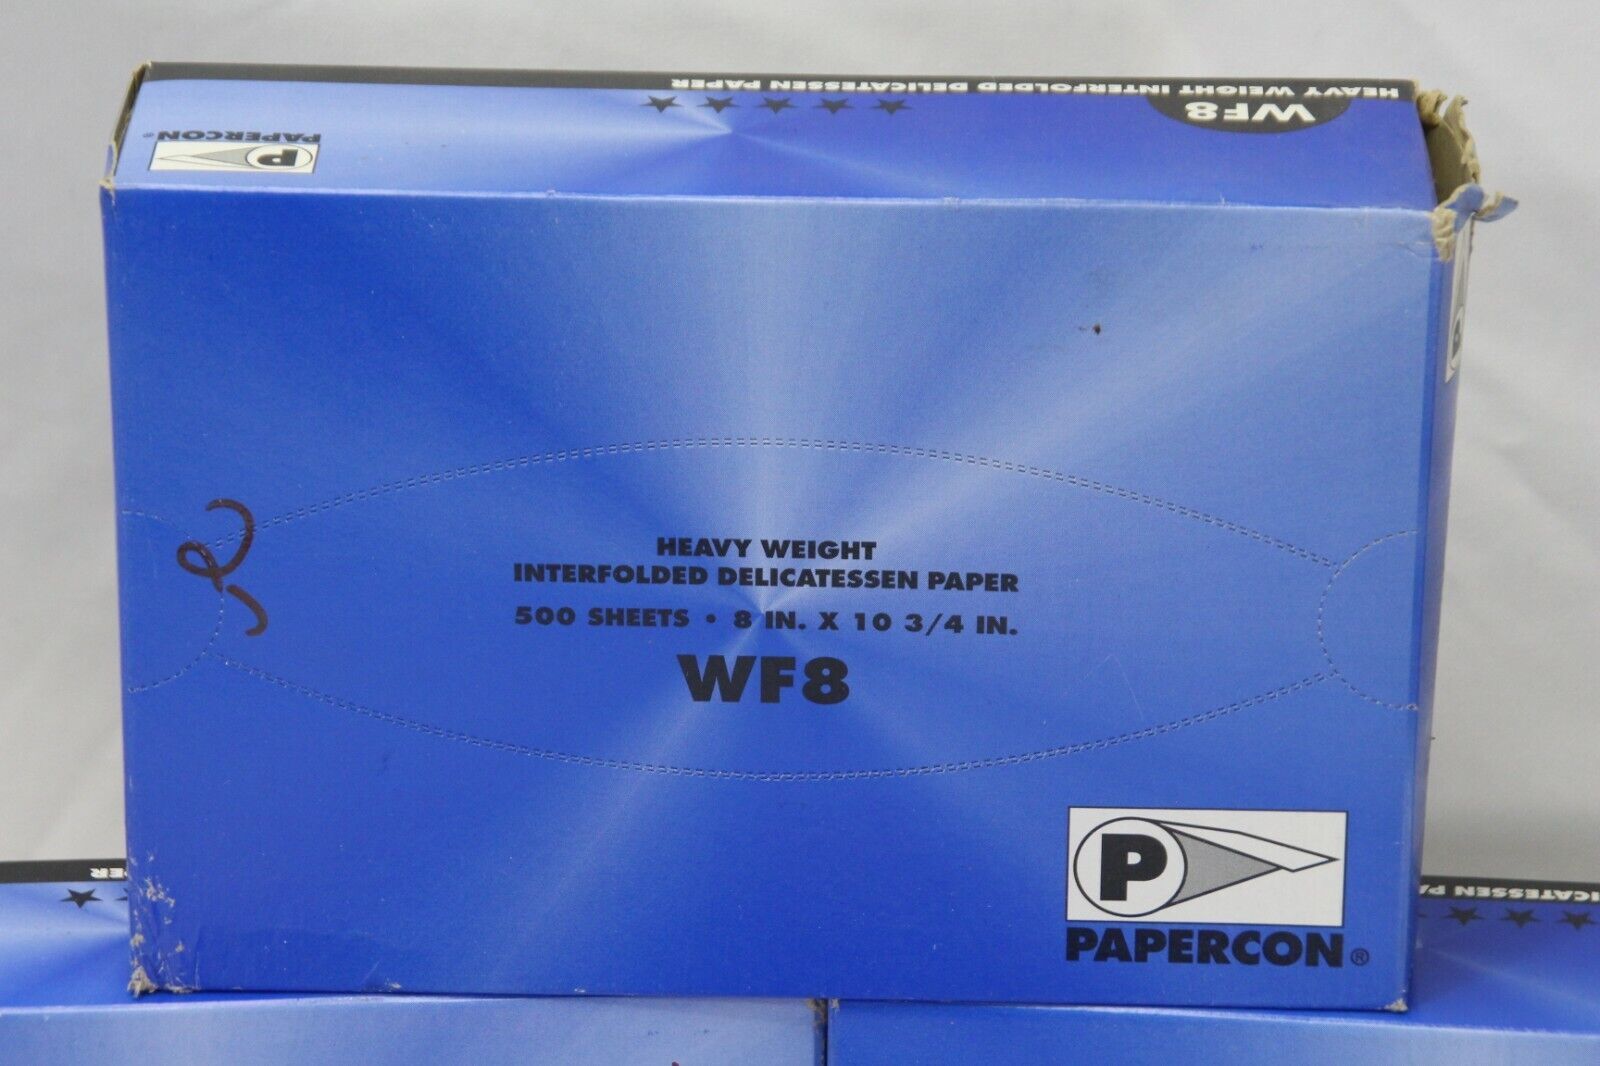 HEAVY WEIGHT INTERFOLDED DELICATESSEN PAPER
WF8
PAPERCON®
P
HEAVY WEIGHT
INTERFOLDED DELICATESSEN PAPER
500 SHEETS • 8 IN. X 10 3/4 IN.
WF8
P
PAPERCON®
DELICATESSEN